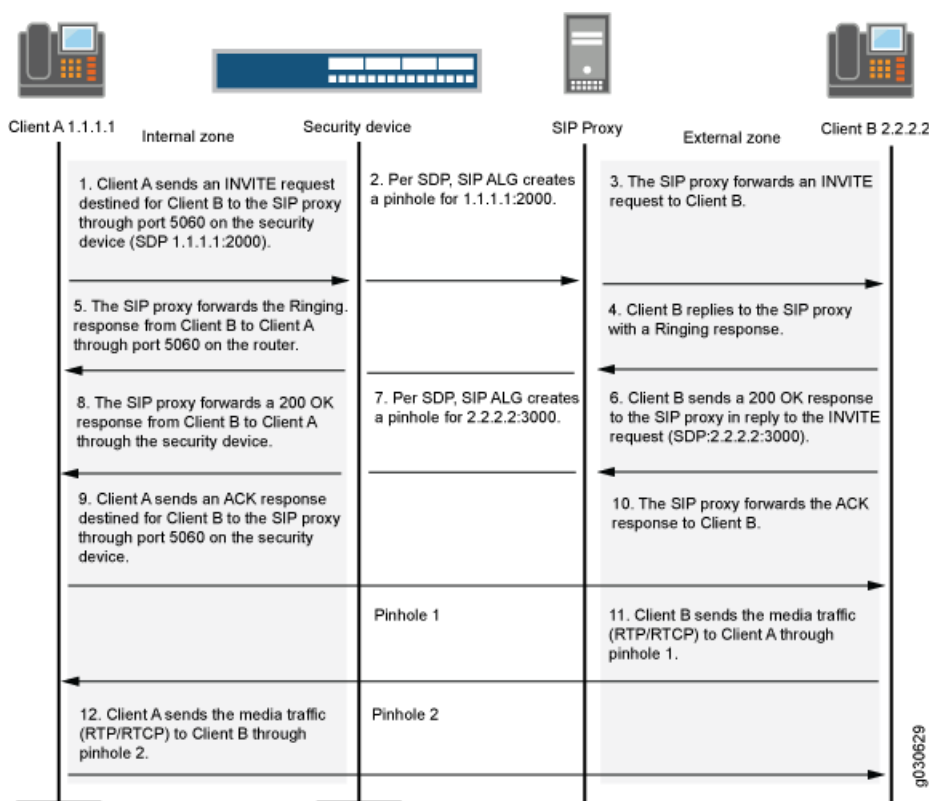 Client A 1.1.1.1
Internal zone
Security device
SIP Proxy
External zone
Client B 2.2.2.2
1. Client A sends an INVITE request
destined for Client B to the SIP proxy
through port 5060 on the security
device (SDP 1.1.1.1:2000).
2. Per SDP, SIP ALG creates
a pinhole for 1.1.1.1:2000.
3. The SIP proxy forwards an INVITE
request to Client B.
5. The SIP proxy forwards the Ringing.
response from Client B to Client A
through port 5060 on the router.
4. Client B replies to the SIP proxy
with a Ringing response.
8. The SIP proxy forwards a 200 OK
response from Client B to Client A
through the security device.
7. Per SDP, SIP ALG creates
a pinhole for 2.2.2.2:3000.
6. Client B sends a 200 OK response
to the SIP proxy in reply to the INVITE
request (SDP:2.2.2.2:3000).
9. Client A sends an ACK response
destined for Client B to the SIP proxy
through port 5060 on the security
device.
10. The SIP proxy forwards the ACK
response to Client B.
Pinhole 1
11. Client B sends the media traffic
(RTP/RTCP) to Client A through
pinhole 1.
12. Client A sends the media traffic
(RTP/RTCP) to Client B through
pinhole 2.
Pinhole 2
g030629